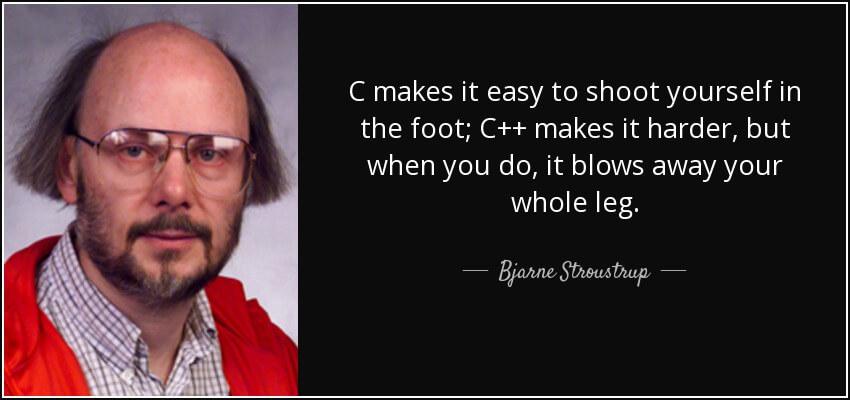 C makes it easy to shoot yourself in
the foot; C++ makes it harder, but
when you do, it blows away your
whole leg.
Bjarne Stroustrup